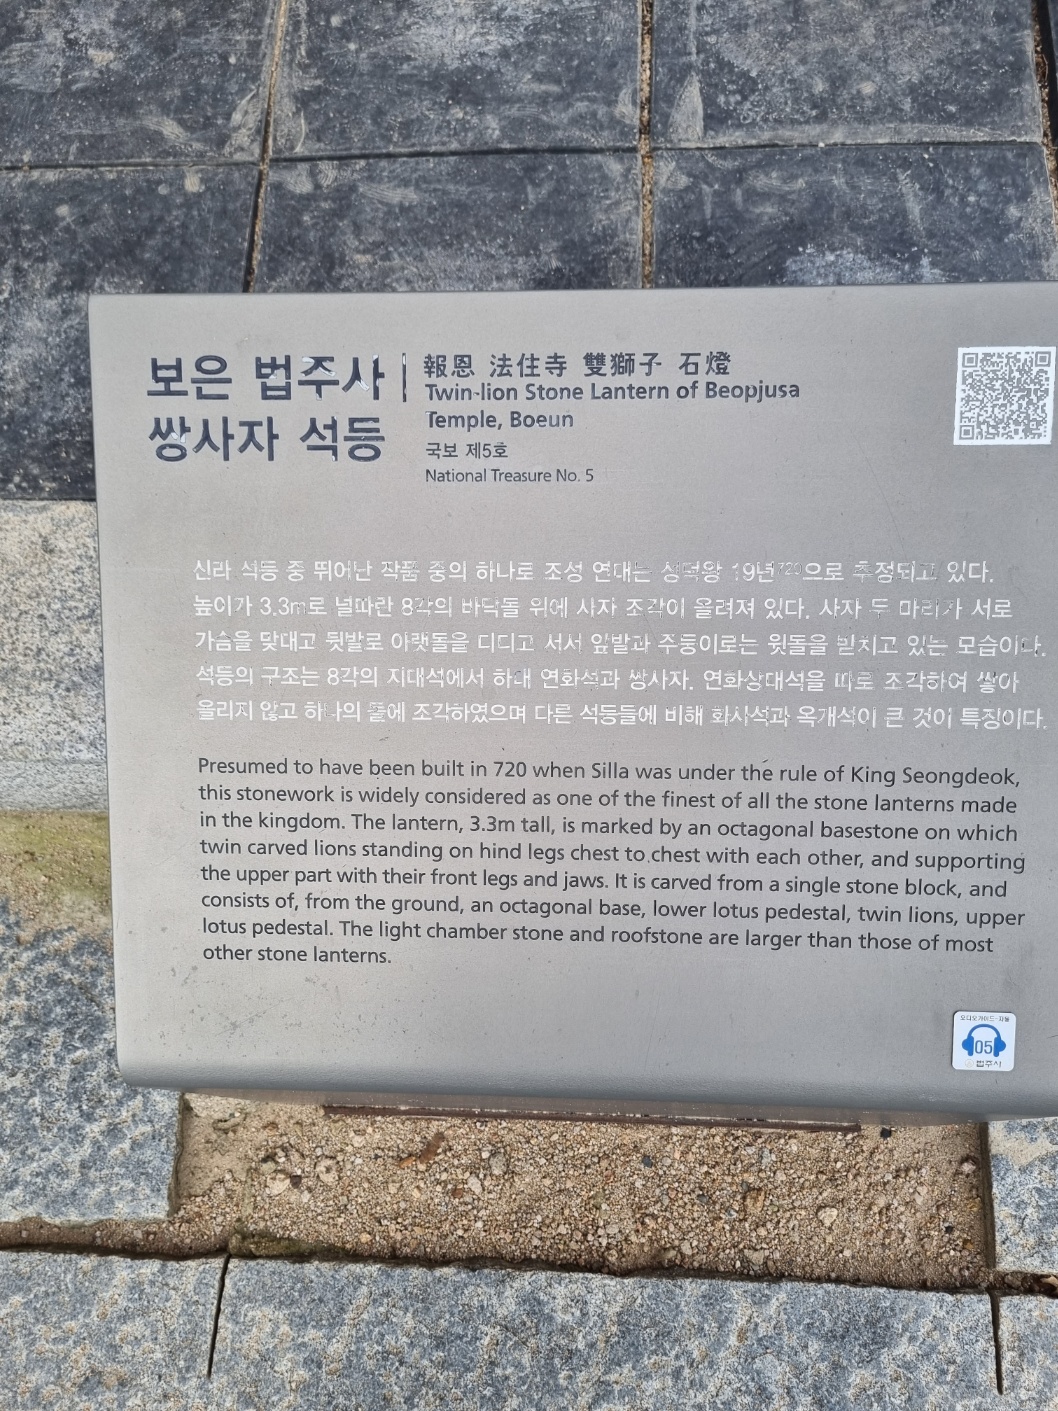 보은 법주사
쌍사자 석등
報恩 法住寺 雙獅子 石燈
Twin-lion Stone Lantern of Beopjusa
Temple, Boeun
국보 제5호
National Treasure No. 5
신라 석등 중 뛰어난 작품 중의 하나로 조성 연대는 성덕왕 19년720으로 추정되고 있다.
높이가 3.3m로 널따란 8각의 바닥돌 위에 사자 조각이 올려져 있다. 사자 두 마리가 서로
가슴을 맞대고 뒷발로 아랫돌을 디디고 서서 앞발과 주둥이로는 윗돌을 받치고 있는 모습이다.
석등의 구조는 8각의 지대석에서 하대 연화석과 쌍사자. 연화상대석을 따로 조각하여 쌓아
올리지 않고 하나의 돌에 조각하였으며 다른 석등들에 비해 화사석과 옥개석이 큰 것이 특징이다.
Presumed to have been built in 720 when Silla was under the rule of King Seongdeok,
this stonework is widely considered as one of the finest of all the stone lanterns made
in the kingdom. The lantern, 3.3m tall, is marked by an octagonal basestone on which
twin carved lions standing on hind legs chest to chest with each other, and supporting
the upper part with their front legs and jaws. It is carved from a single stone block, and
consists of, from the ground, an octagonal base, lower lotus pedestal, twin lions, upper
lotus pedestal. The light chamber stone and roofstone are larger than those of most
other stone lanterns.
오디오가이드
05
법주사